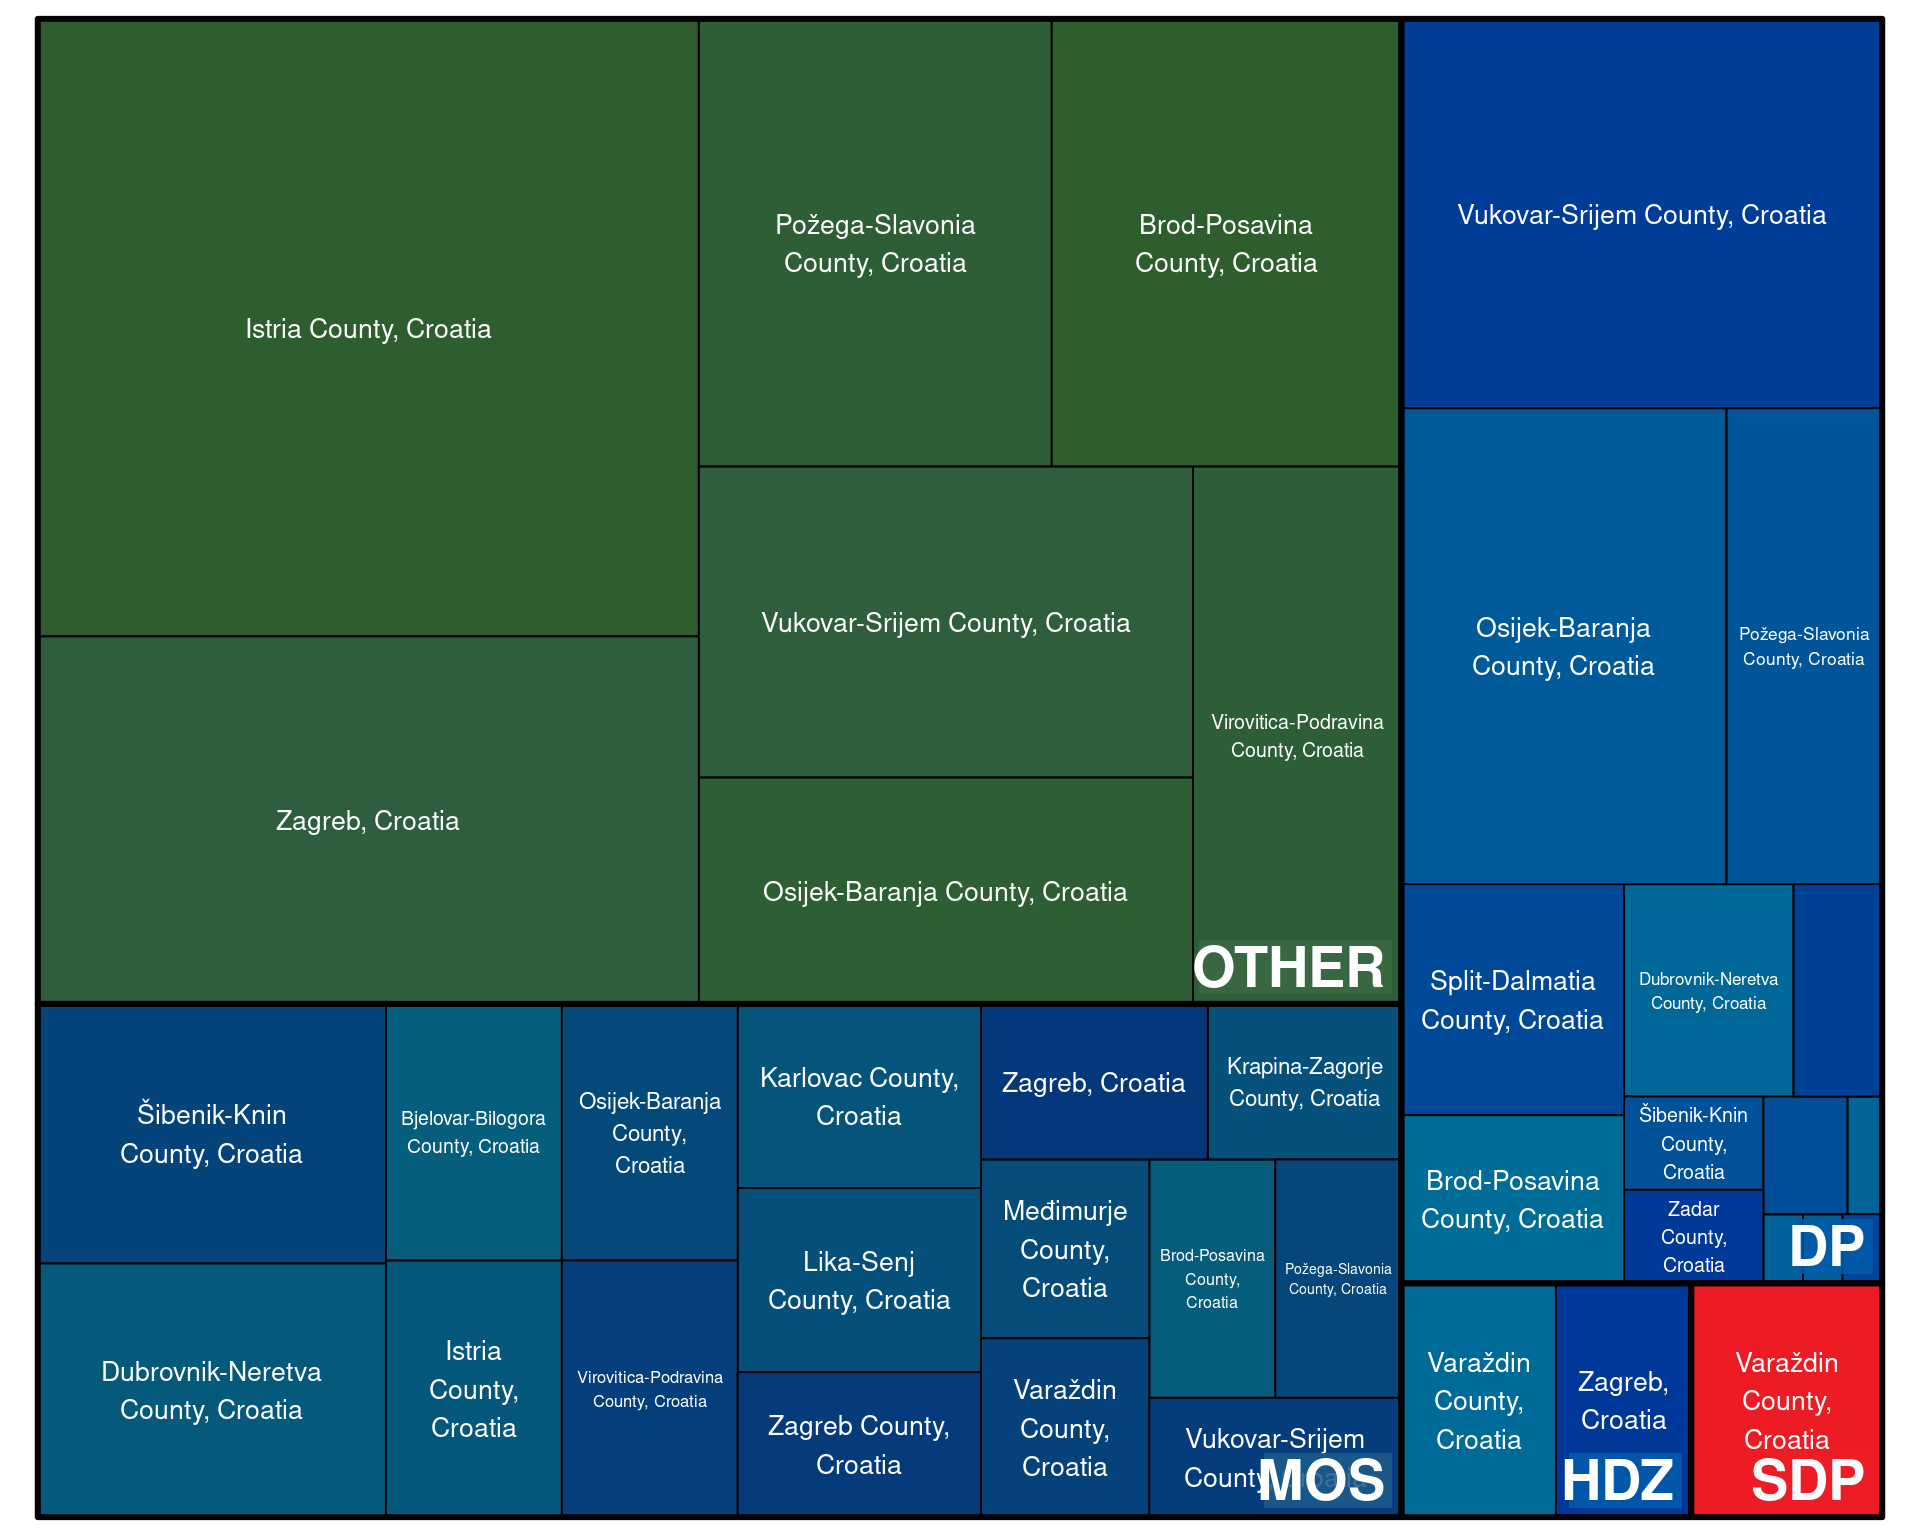 Istria County, Croatia
Zagreb, Croatia
Požega-Slavonia
County, Croatia
Brod-Posavina
County, Croatia
Vukovar-Srijem County, Croatia
Osijek-Baranja County, Croatia
Virovitica-Podravina
County, Croatia
OTHER
Šibenik-Knin
County, Croatia
Dubrovnik-Neretva
County, Croatia
Bjelovar-Bilogora
County, Croatia
Istria
County,
Croatia
Osijek-Baranja
County,
Croatia
Virovitica-Podravina
County, Croatia
Karlovac County,
Croatia
Lika-Senj
County, Croatia
Zagreb County,
Croatia
Zagreb, Croatia
Krapina-Zagorje
County, Croatia
Međimurje
County,
Croatia
Varaždin
County,
Croatia
Brod-Posavina
County,
Croatia
Požega-Slavonia
County, Croatia
Vukovar-Srijem
County
MOS
Vukovar-Srijem County, Croatia
Osijek-Baranja
County, Croatia
Požega-Slavonia
County, Croatia
Split-Dalmatia
County, Croatia
Brod-Posavina
County, Croatia
Dubrovnik-Neretva
County, Croatia
Šibenik-Knin
County,
Croatia
Zadar
County,
Croatia
DP
Varaždin
County,
Croatia
Zagreb,
Croatia
HDZ
Varaždin
County,
Croatia
SDP